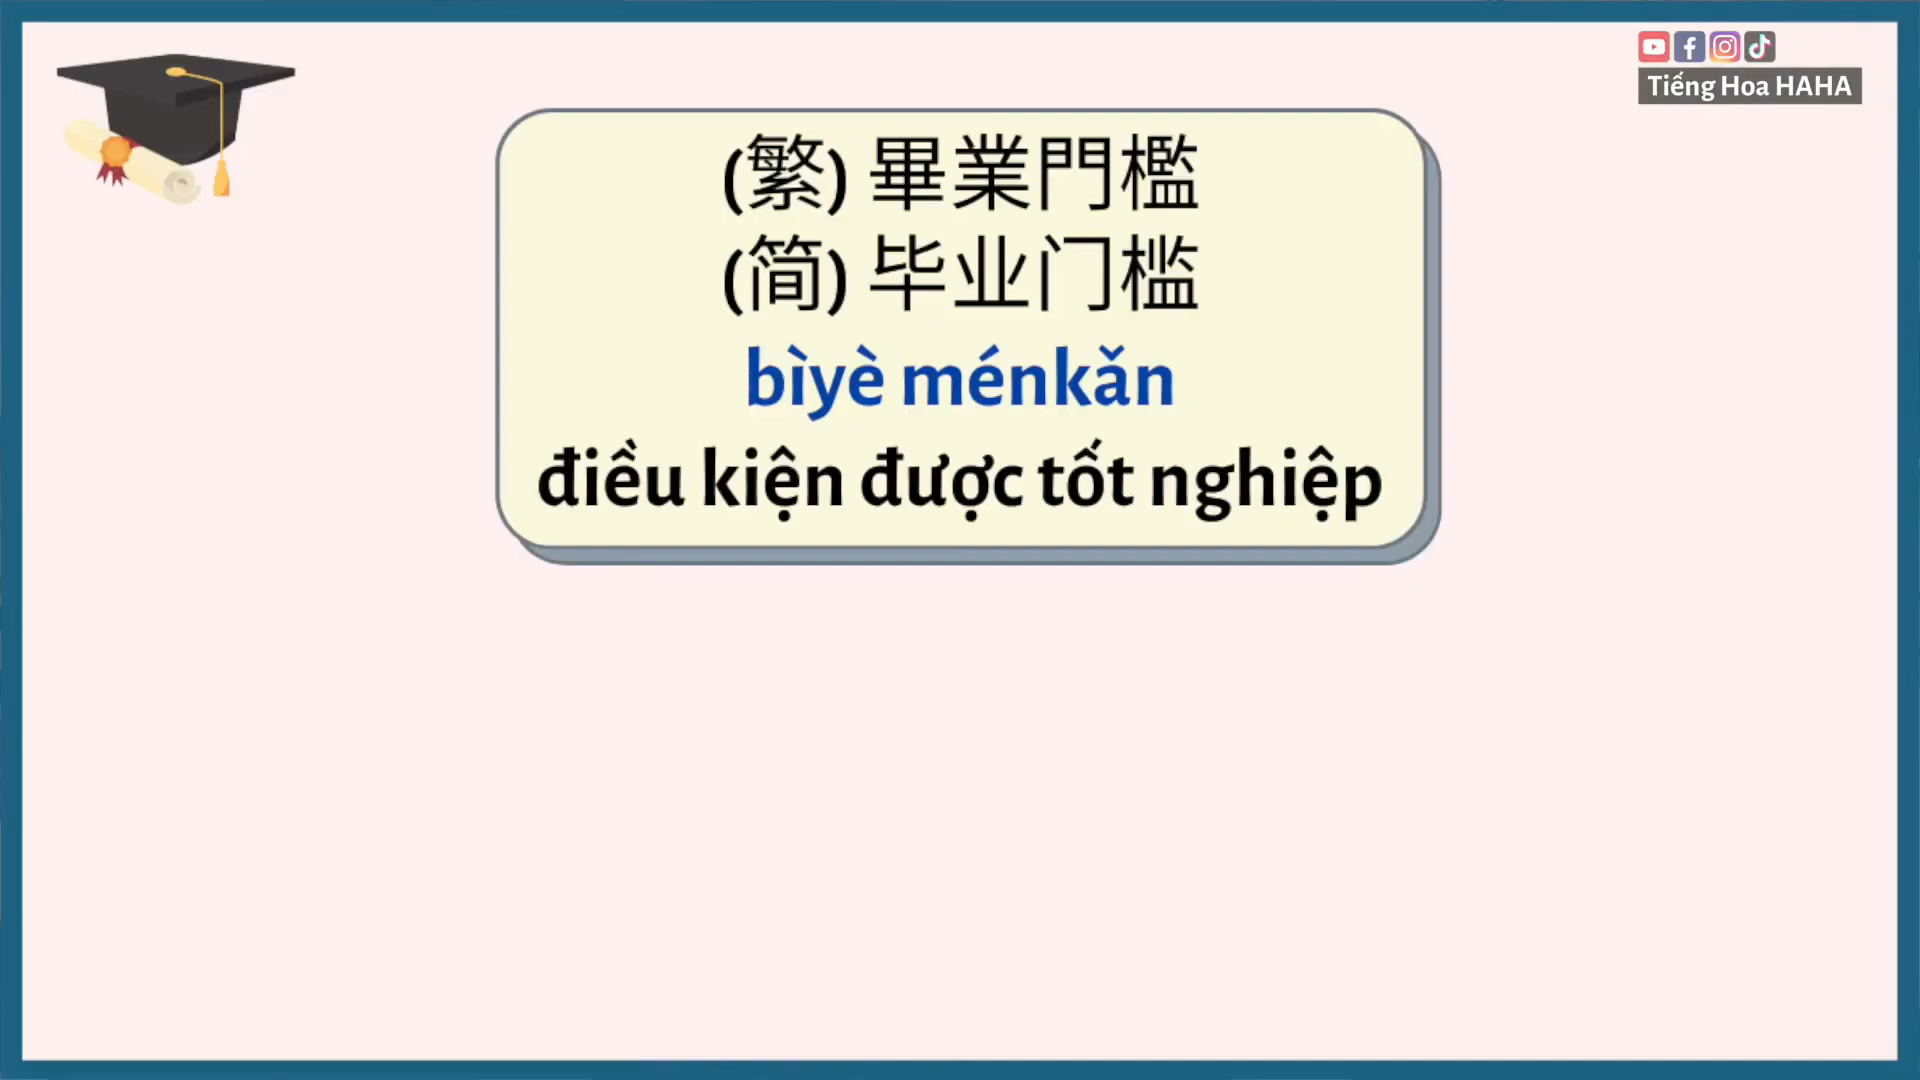 Tiếng Hoa HAHA
(繁) 畢業門檻
(简) 毕业门槛
bìyè ménkǎn
điều kiện được tốt nghiệp